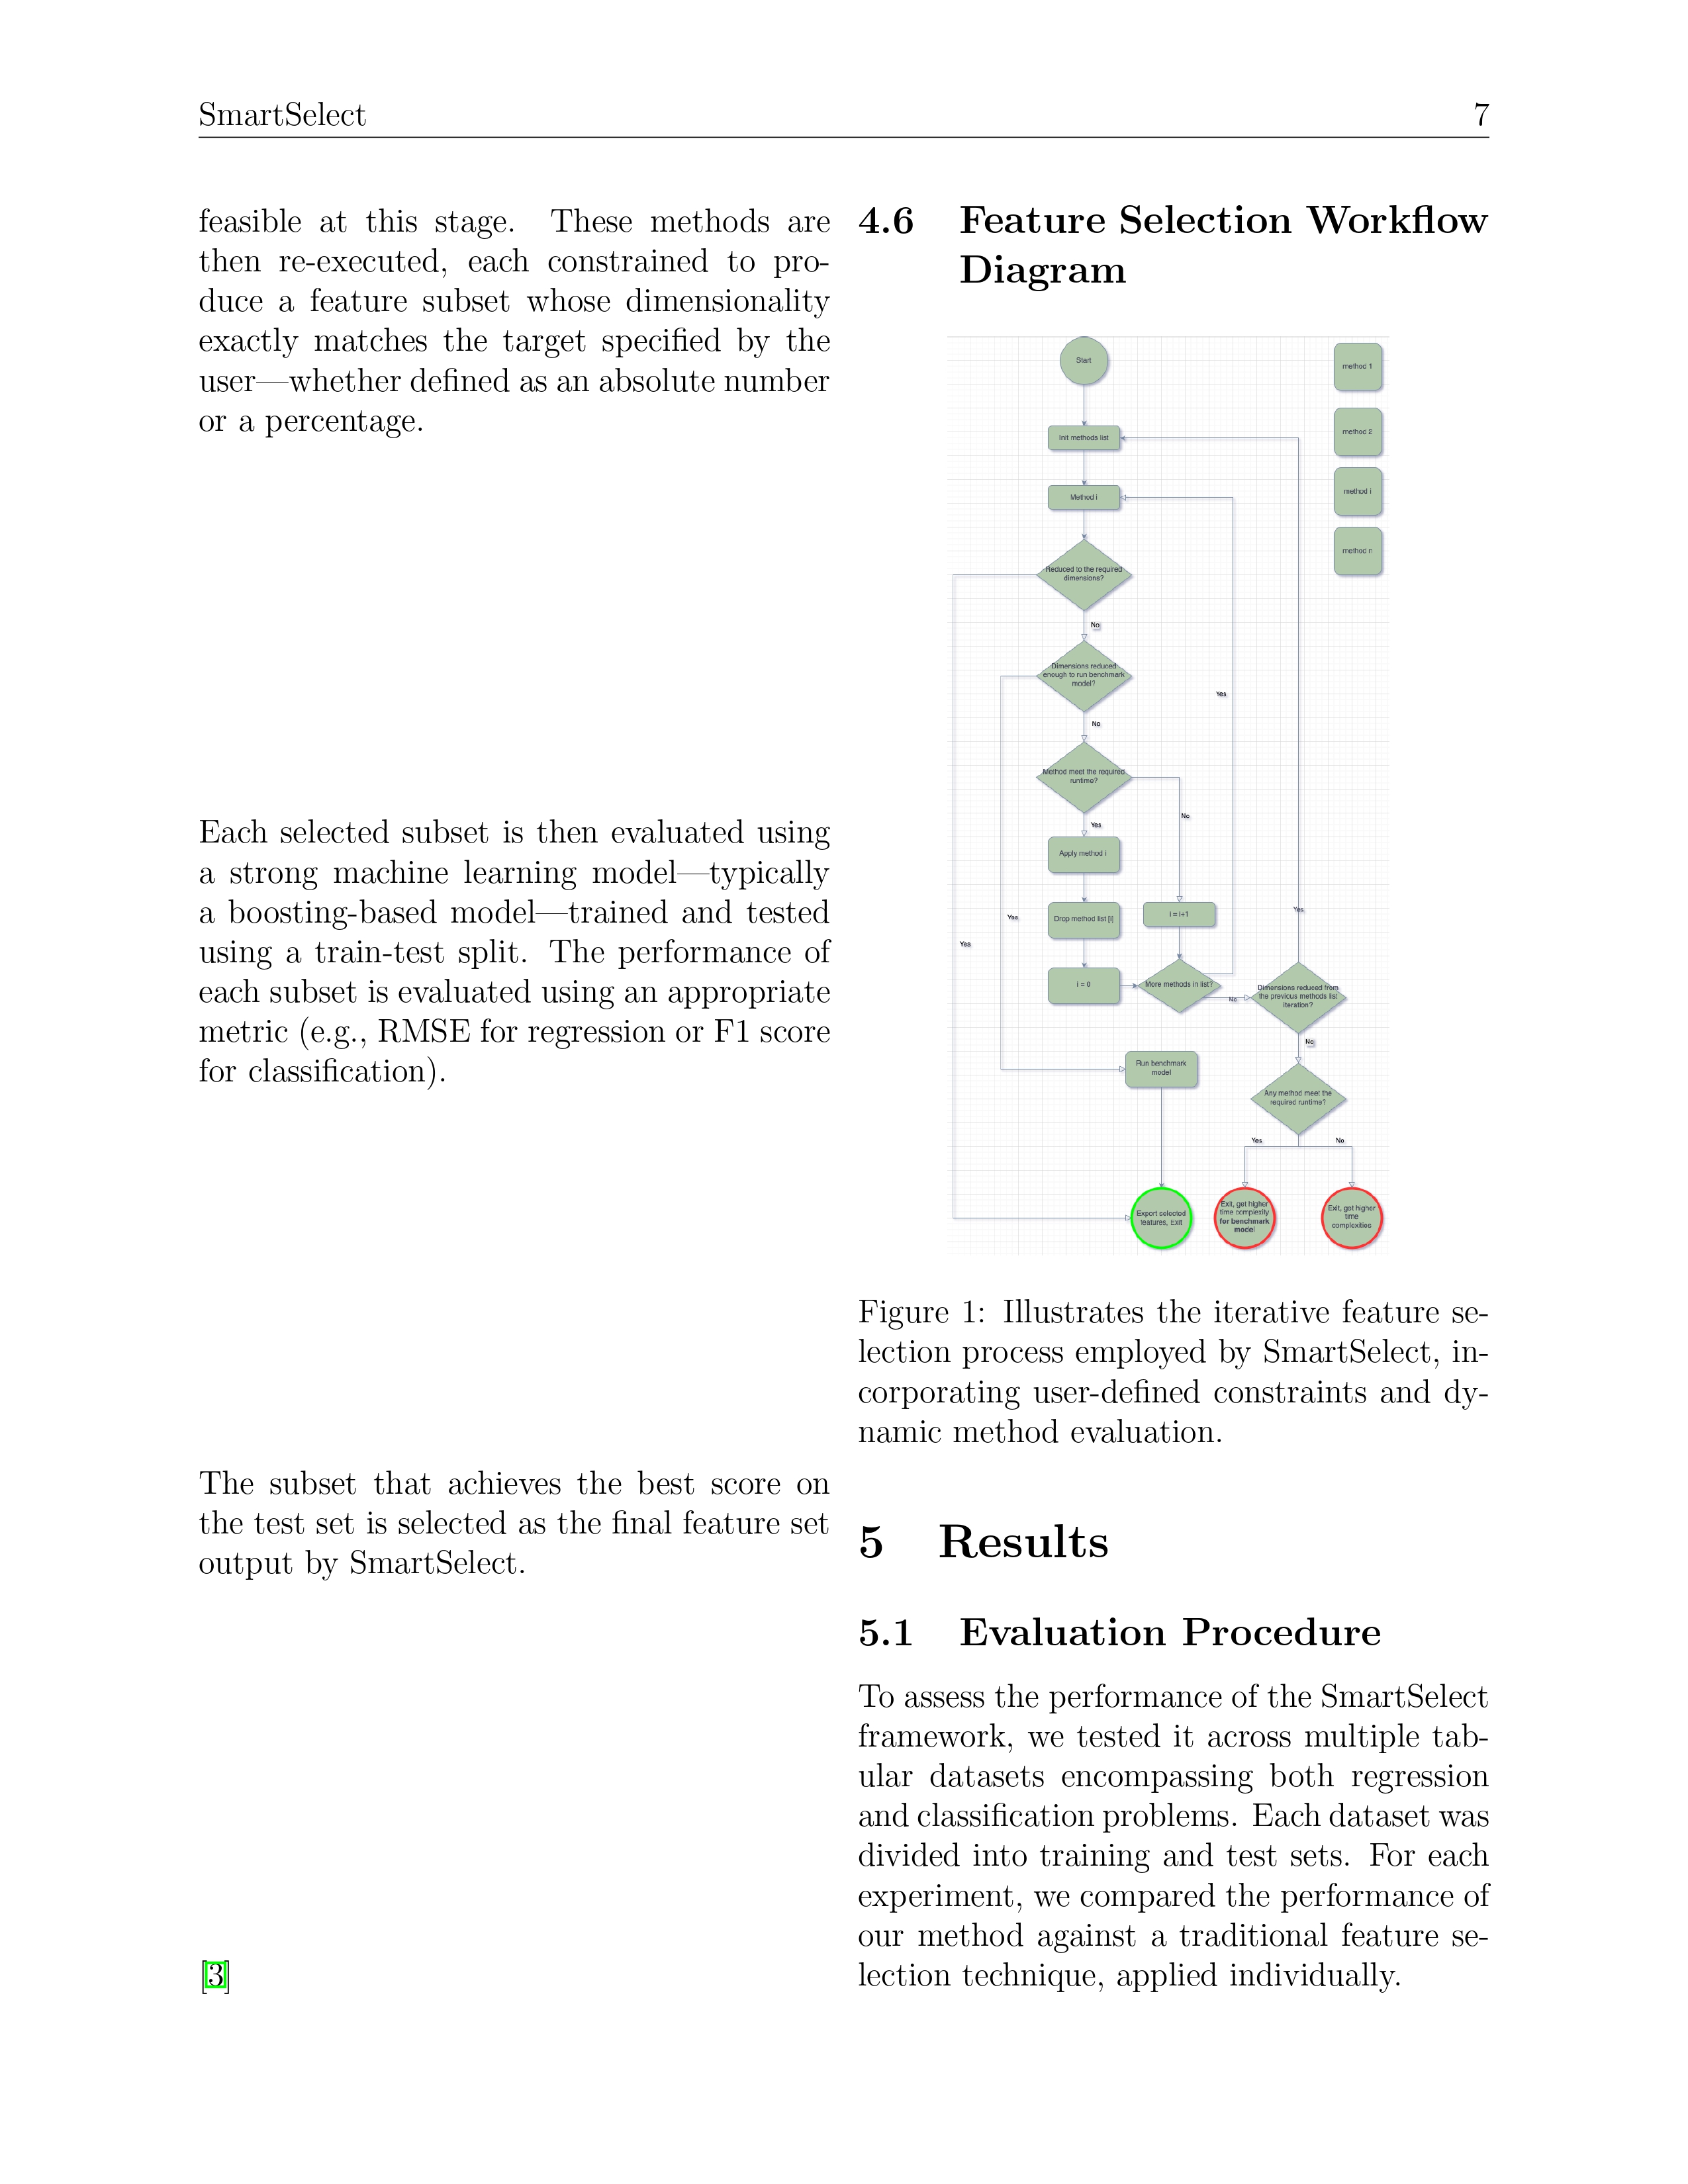 SmartSelect 7
feasible at this stage. These methods are
then re-executed, each constrained to pro-
duce a feature subset whose dimensionality
exactly matches the target specified by the
user—whether defined as an absolute number
or a percentage.
Each selected subset is then evaluated using
a strong machine learning model—typically
a boosting-based model—trained and tested
using a train-test split. The performance of
each subset is evaluated using an appropriate
metric (e.g., RMSE for regression or F1 score
for classification).
The subset that achieves the best score on
the test set is selected as the final feature set
output by SmartSelect.
[3]
4.6 Feature Selection Workflow
Diagram
Start
Init methods list
Method i
Reduced to the required
dimensions?
No
Dimensions reduced
enough to run benchmark
model?
No
Method meet the required
runtime?
Yes
No
Apply method i
Drop method list [i]
i = 0
i = i+1
More methods in list?
Yes
No
Dimensions reduced from
the previous methods list
iteration?
Yes
No
Any method meet the
required runtime?
Yes
No
Yes
Yes
Run benchmark
model
Export selected
features, Exit
Exit, get higher
time complexity
for benchmark
model
Exit, get higher
time
complexities
method 1
method 2
method i
method n
Figure 1: Illustrates the iterative feature se-
lection process employed by SmartSelect, in-
corporating user-defined constraints and dy-
namic method evaluation.
5 Results
5.1 Evaluation Procedure
To assess the performance of the SmartSelect
framework, we tested it across multiple tab-
ular datasets encompassing both regression
and classification problems. Each dataset was
divided into training and test sets. For each
experiment, we compared the performance of
our method against a traditional feature se-
lection technique, applied individually.